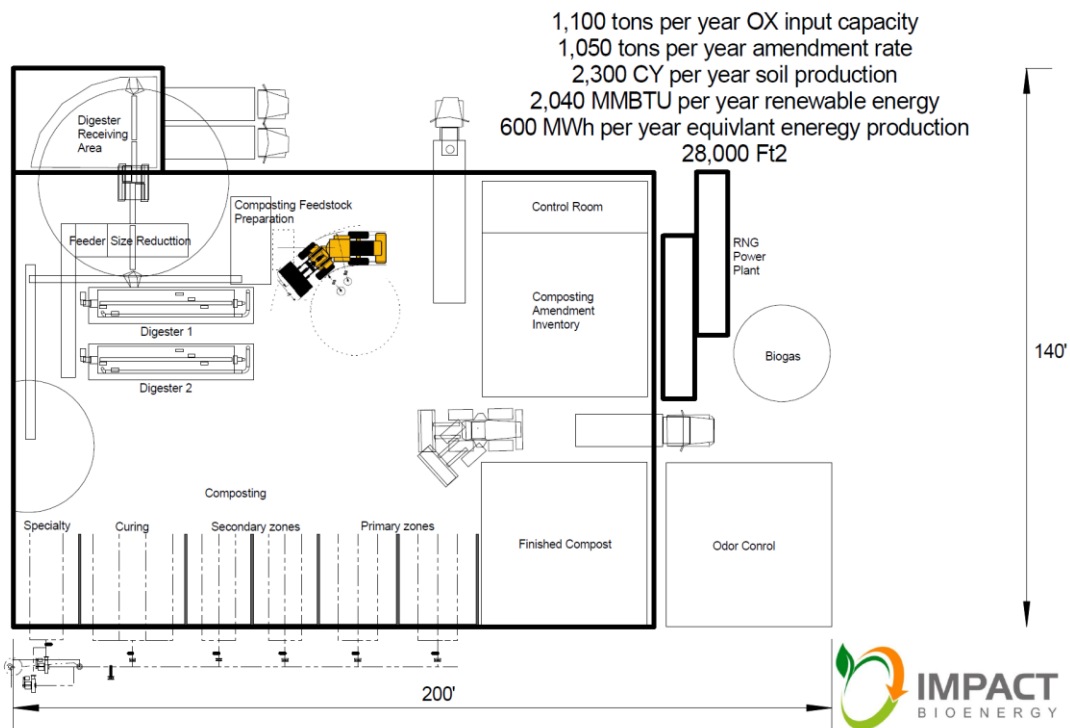 1,100 tons per year OX input capacity
1,050 tons per year amendment rate
2,300 CY per year soil production
2,040 MMBTU per year renewable energy
600 MWh per year equivlant eneregy production
28,000 Ft2
Digester
Receiving
Area
Composting Feedstock
Preparation
Control Room
Feeder
Size Reducttion
RNG
Power
Plant
Composting
Amendment
Inventory
Digester 1
Biogas
140'
Digester 2
Composting
Specialty
Curing
Secondary zones
Primary zones
Finished Compost
Odor Conrol
200'
IMPACT
BIOENERGY